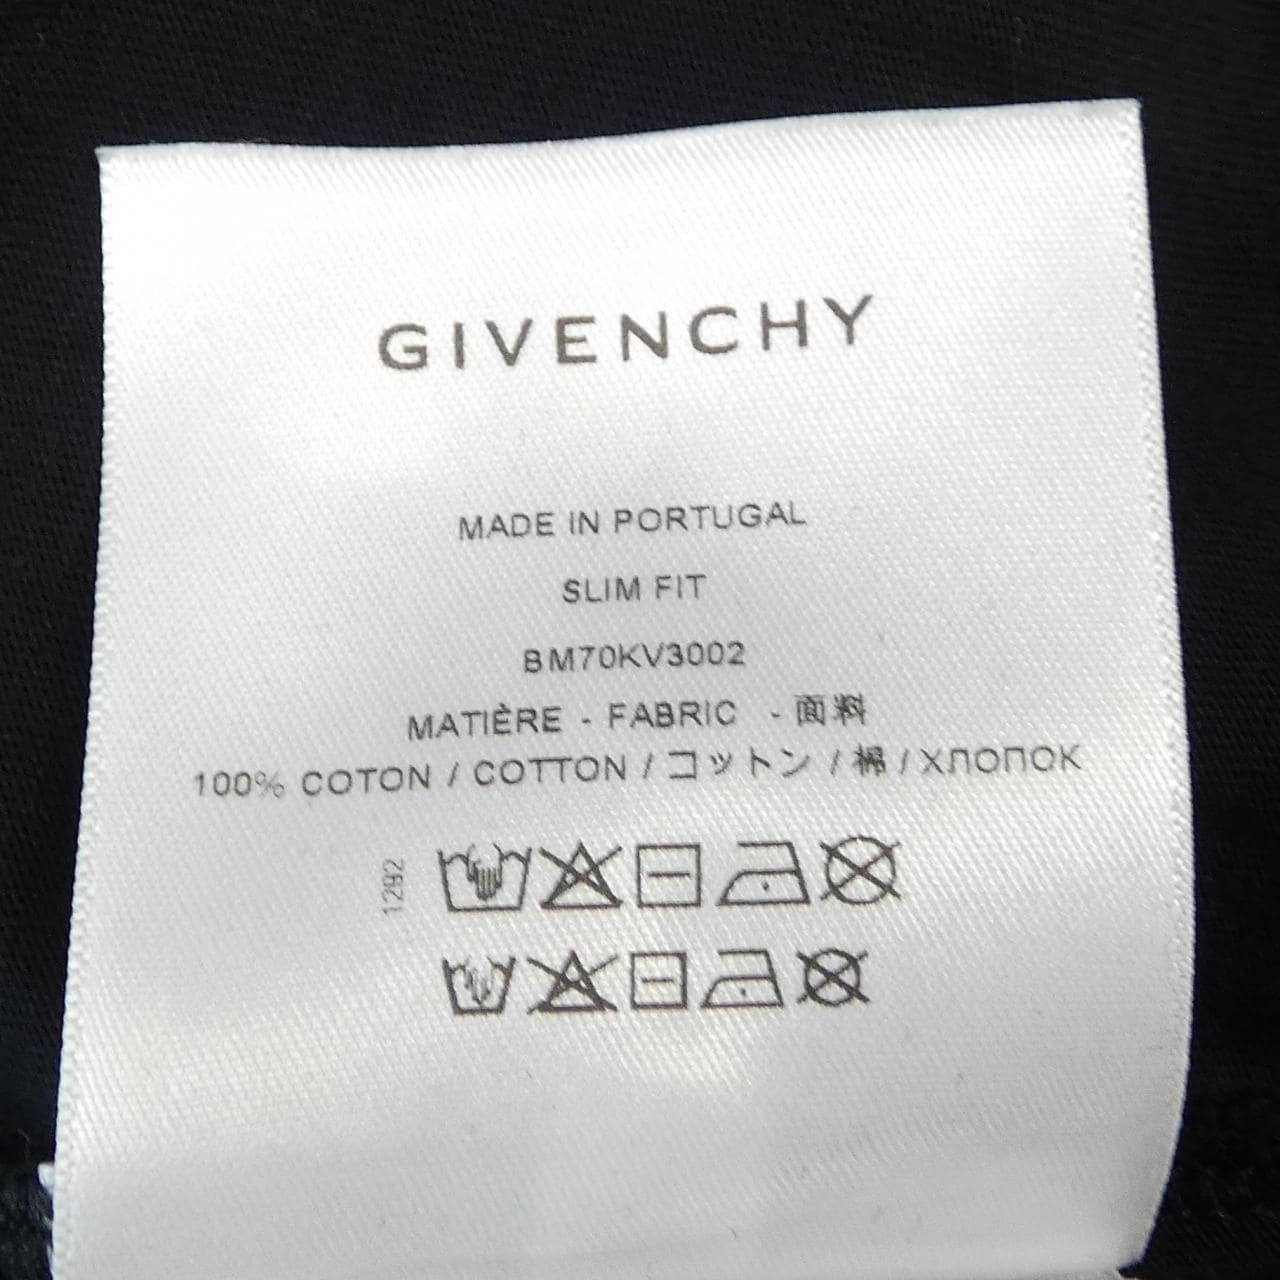 GIVENCHY
MADE IN PORTUGAL
SLIM FIT
BM70KV3002
MATIÈRE - FABRIC - 面料
100% COTON / COTTON / コットン / 棉 / ХЛОПОК
1292